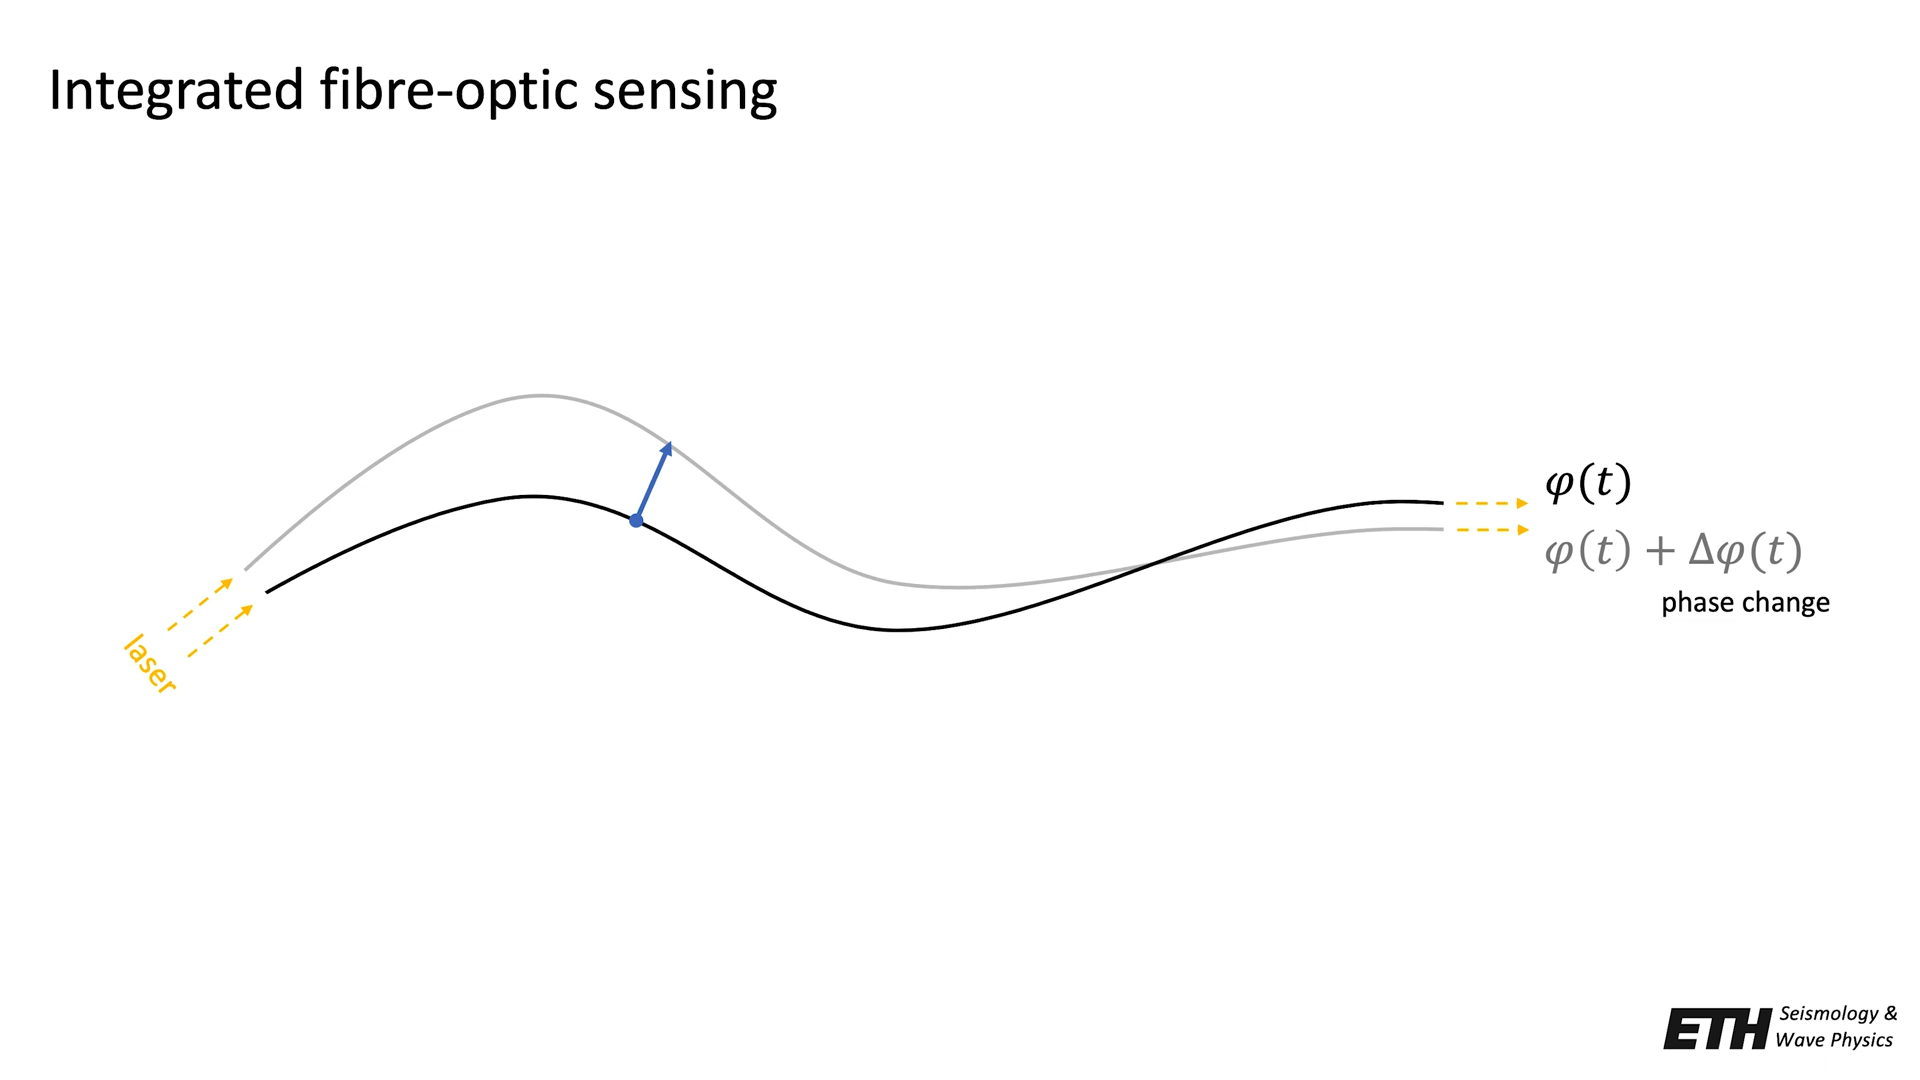 Integrated fibre-optic sensing
φ(t)
φ(t) + Δφ(t)
phase change
laser
ETH Seismology &
Wave Physics